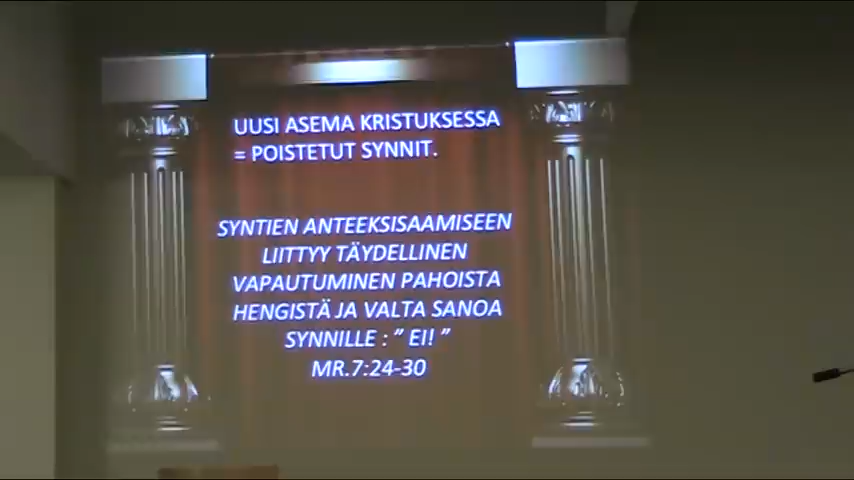 UUSI ASEMA KRISTUKSESSA
= POISTETUT SYNNIT.
SYNTIEN ANTEEKSISAAMISEEN
LIITTYY TÄYDELLINEN
VAPAUTUMINEN PAHOISTA
HENGISTÄ JA VALTA SANOA
SYNNILLE : " EI! "
MR.7:24-30